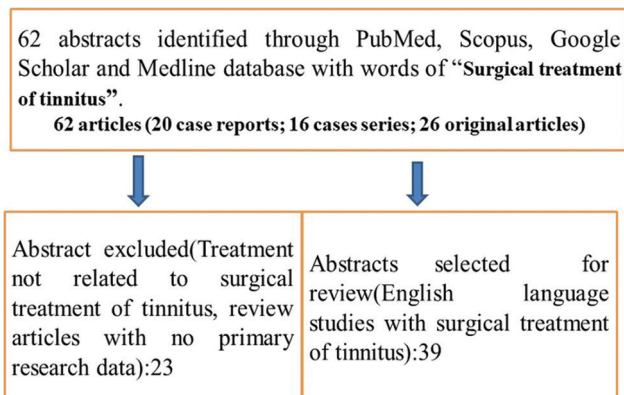 62 abstracts identified through PubMed, Scopus, Google
Scholar and Medline database with words of “Surgical treatment
of tinnitus”.
62 articles (20 case reports; 16 cases series; 26 original articles)
Abstract excluded(Treatment
not related to surgical
treatment of tinnitus, review
articles with no primary
research data):23
Abstracts selected for
review(English language
studies with surgical treatment
of tinnitus):39